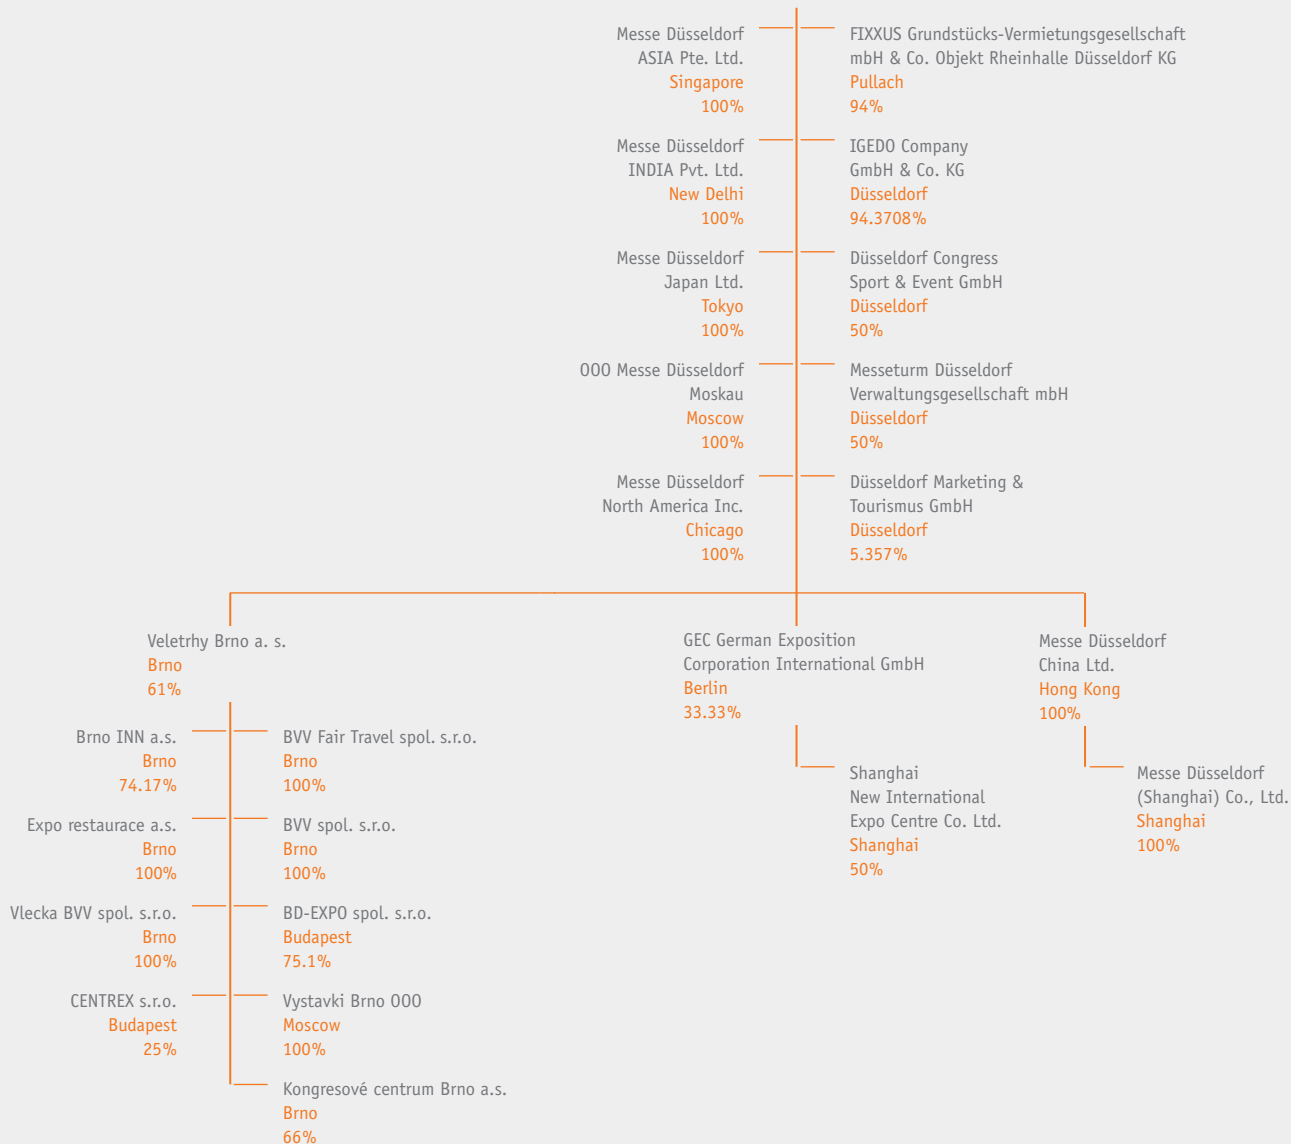 Messe Düsseldorf
ASIA Pte. Ltd.
Singapore
100%
FIXXUS Grundstücks-Vermietungsgesellschaft
mbH & Co. Objekt Rheinhalle Düsseldorf KG
Pullach
94%
Messe Düsseldorf
INDIA Pvt. Ltd.
New Delhi
100%
IGEDO Company
GmbH & Co. KG
Düsseldorf
94.3708%
Messe Düsseldorf
Japan Ltd.
Tokyo
100%
Düsseldorf Congress
Sport & Event GmbH
Düsseldorf
50%
OOO Messe Düsseldorf
Moskau
Moscow
100%
Messeturm Düsseldorf
Verwaltungsgesellschaft mbH
Düsseldorf
50%
Messe Düsseldorf
North America Inc.
Chicago
100%
Düsseldorf Marketing &
Tourismus GmbH
Düsseldorf
5.357%
Veletrhy Brno a. s.
Brno
61%
GEC German Exposition
Corporation International GmbH
Berlin
33.33%
Messe Düsseldorf
China Ltd.
Hong Kong
100%
Brno INN a.s.
Brno
74.17%
BVV Fair Travel spol. s.r.o.
Brno
100%
Shanghai
New International
Expo Centre Co. Ltd.
Shanghai
50%
Messe Düsseldorf
(Shanghai) Co., Ltd.
Shanghai
100%
Expo restaurace a.s.
Brno
100%
BVV spol. s.r.o.
Brno
100%
Vlecka BVV spol. s.r.o.
Brno
100%
BD-EXPO spol. s.r.o.
Budapest
75.1%
CENTREX s.r.o.
Budapest
25%
Vystavki Brno OOO
Moscow
100%
Kongresové centrum Brno a.s.
Brno
66%